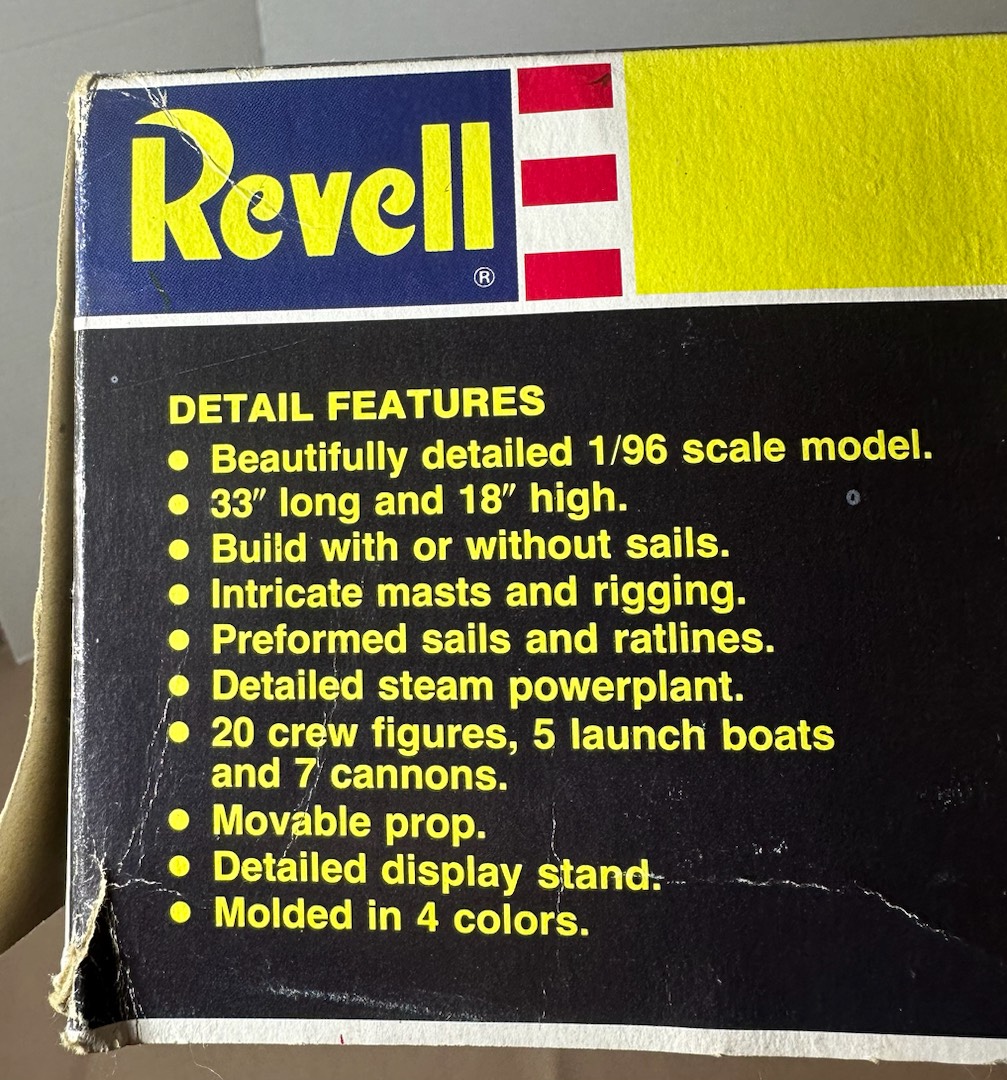 Revell
®
DETAIL FEATURES
• Beautifully detailed 1/96 scale model.
• 33″ long and 18″ high.
• Build with or without sails.
• Intricate masts and rigging.
• Preformed sails and ratlines.
• Detailed steam powerplant.
• 20 crew figures, 5 launch boats
and 7 cannons.
• Movable prop.
• Detailed display stand.
• Molded in 4 colors.